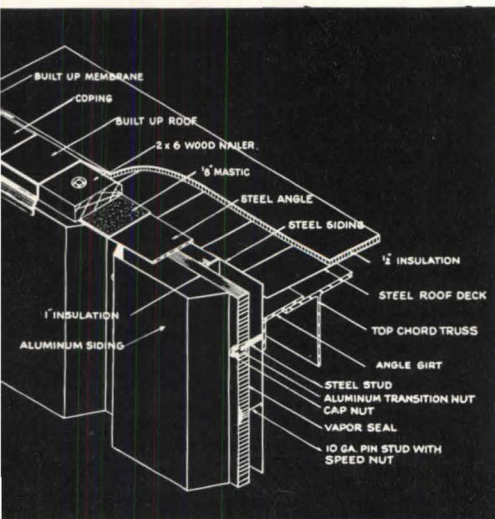 BUILT UP MEMBRANE
COPING
BUILT UP ROOF
2 x 6 WOOD NAILER.
1/8" MASTIC
STEEL ANGLE
STEEL SIDING
1/2" INSULATION
STEEL ROOF DECK
1" INSULATION
TOP CHORD TRUSS
ALUMINUM SIDING
ANGLE GIRT
STEEL STUD
ALUMINUM TRANSITION NUT
CAP NUT
VAPOR SEAL
10 GA. PIN STUD WITH
SPEED NUT